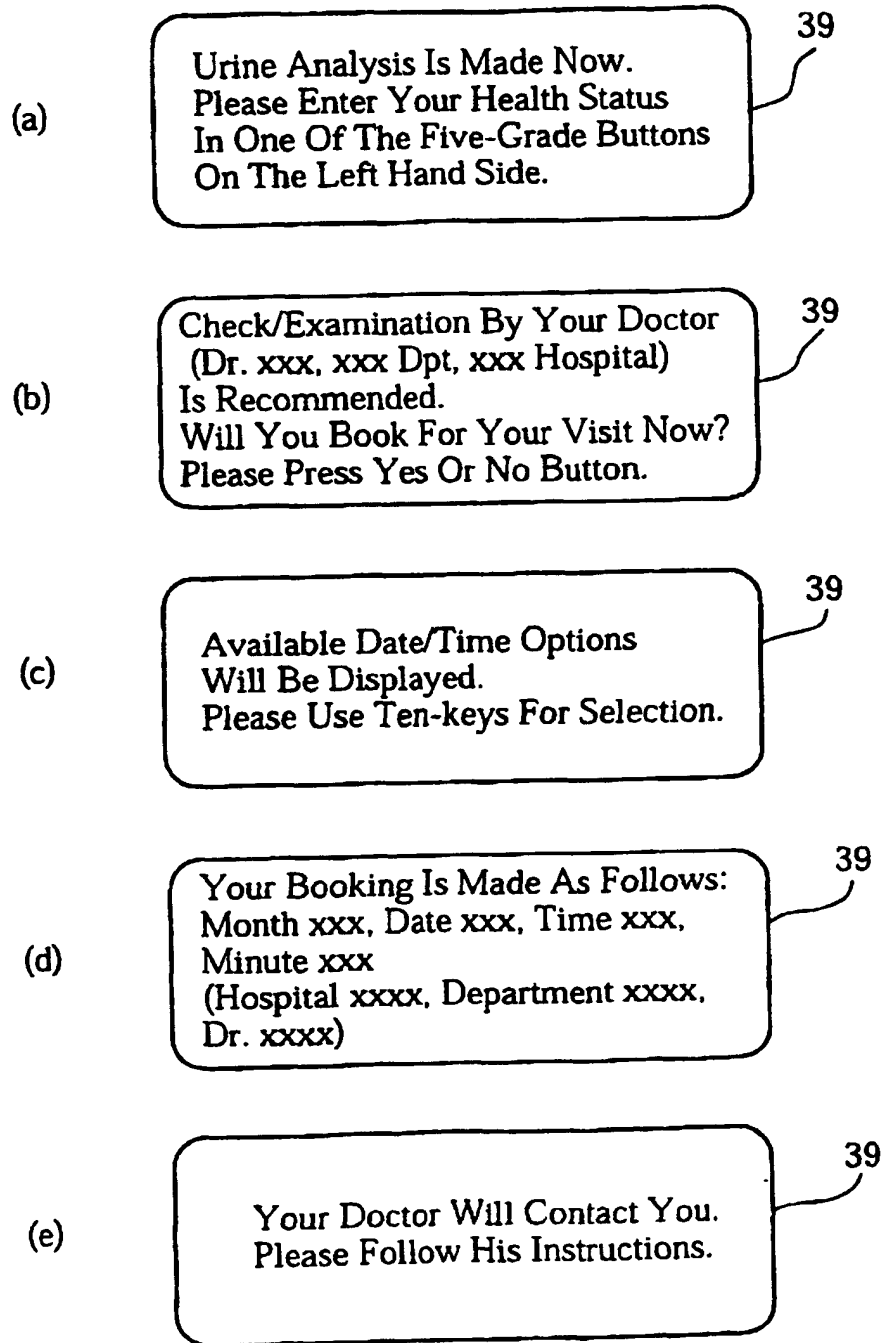 39
(a)
Urine Analysis Is Made Now.
Please Enter Your Health Status
In One Of The Five-Grade Buttons
On The Left Hand Side.
39
(b)
Check/Examination By Your Doctor
(Dr. xxx, xxx Dpt, xxx Hospital)
Is Recommended.
Will You Book For Your Visit Now?
Please Press Yes Or No Button.
39
(c)
Available Date/Time Options
Will Be Displayed.
Please Use Ten-keys For Selection.
39
(d)
Your Booking Is Made As Follows:
Month xxx, Date xxx, Time xxx,
Minute xxx
(Hospital xxxx, Department xxxx,
Dr. xxxx)
39
(e)
Your Doctor Will Contact You.
Please Follow His Instructions.